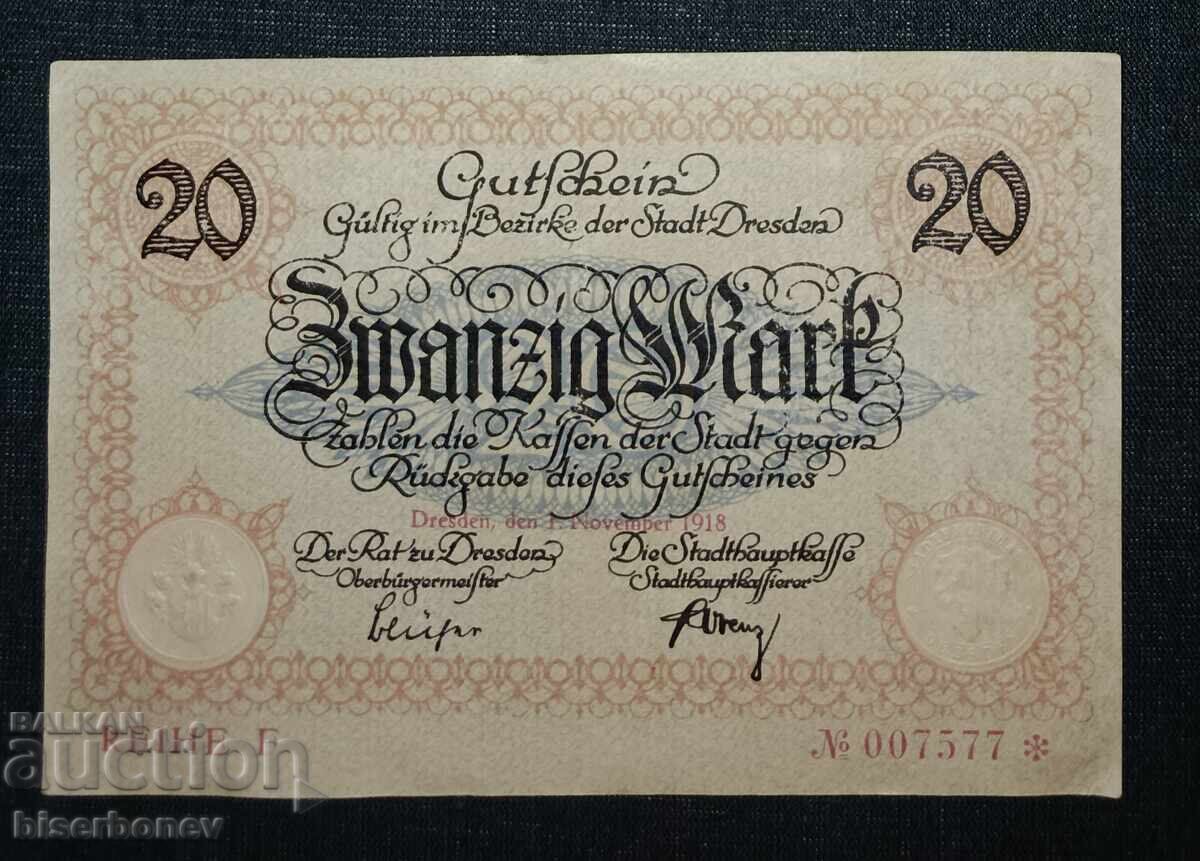 20
20
Gutschein
Gültig im Bezirke der Stadt Dresden
Zwanzig Mark
zahlen die Kassen der Stadt gegen
Rückgabe dieses Gutscheines
Dresden, den 1. November 1918
Der Rat zu Dresden
Oberbürgermeister
Die Stadthauptkasse
Stadthauptkassierer
REIHE F
№ 007577 *
BALKAN
auction
biserbonev